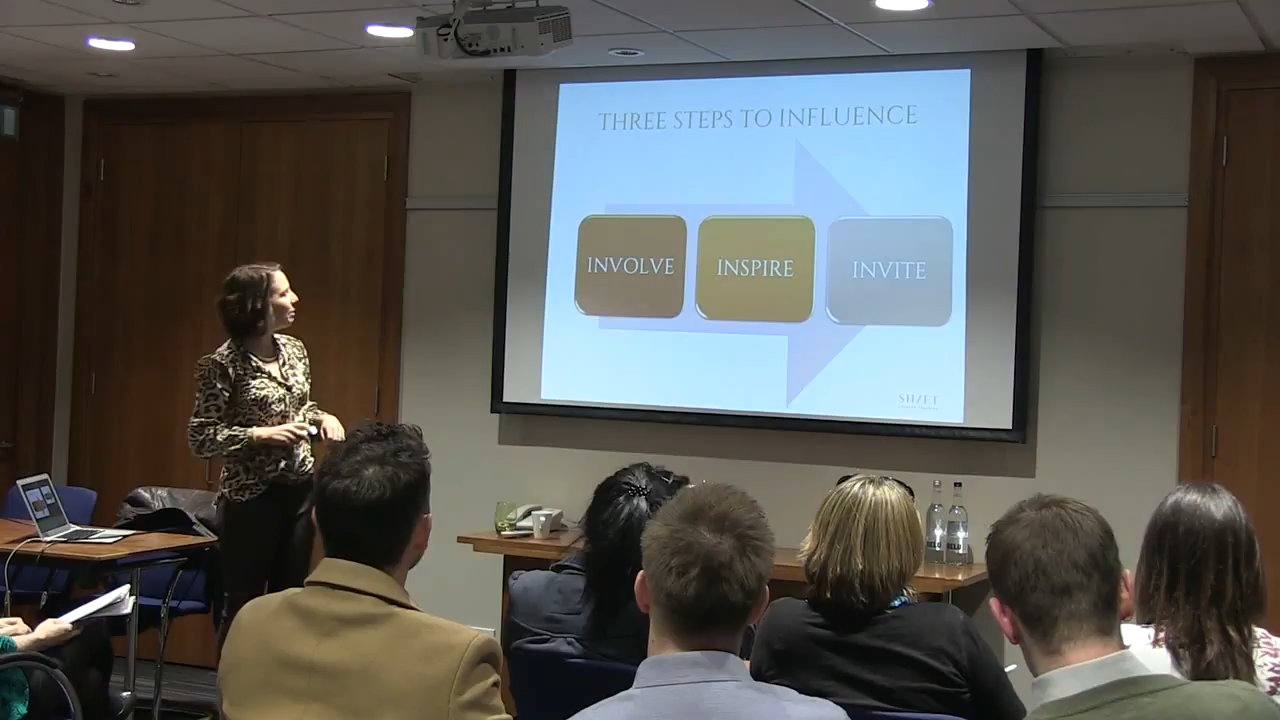 THREE STEPS TO INFLUENCE
INVOLVE
INSPIRE
INVITE